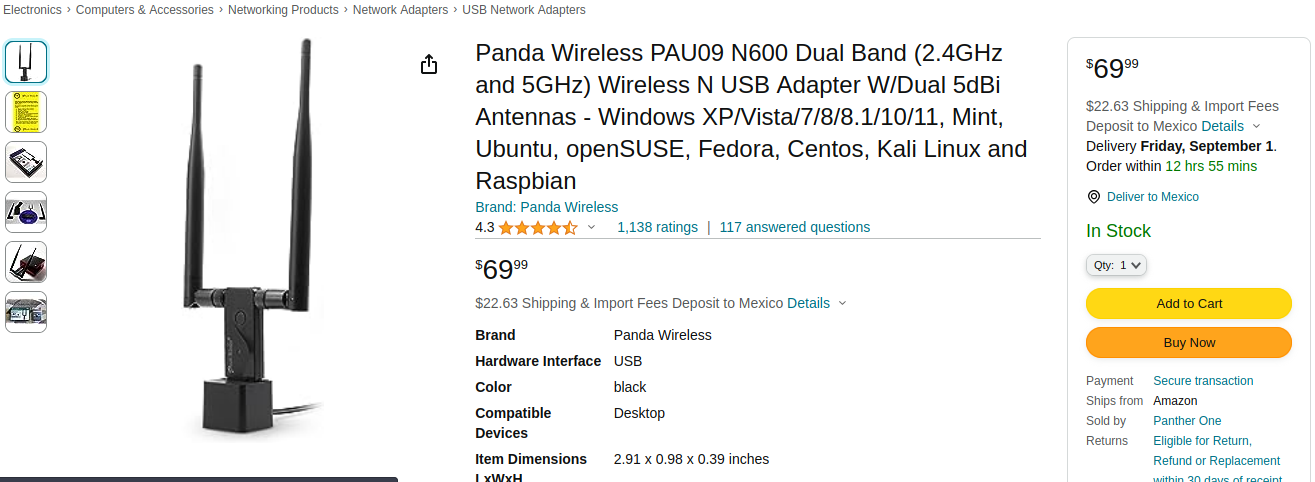 Electronics › Computers & Accessories › Networking Products › Network Adapters › USB Network Adapters
Panda Wireless PAU09 N600 Dual Band (2.4GHz
and 5GHz) Wireless N USB Adapter W/Dual 5dBi
Antennas - Windows XP/Vista/7/8/8.1/10/11, Mint,
Ubuntu, openSUSE, Fedora, Centos, Kali Linux and
Raspbian
Brand: Panda Wireless
4.3 1,138 ratings | 117 answered questions
$69.99
$22.63 Shipping & Import Fees Deposit to Mexico Details
Brand Panda Wireless
Hardware Interface USB
Color black
Compatible Desktop
Devices
Item Dimensions 2.91 x 0.98 x 0.39 inches
LxWxH
$69.99
$22.63 Shipping & Import Fees
Deposit to Mexico Details
Delivery Friday, September 1.
Order within 12 hrs 55 mins
Deliver to Mexico
In Stock
Qty: 1
Add to Cart
Buy Now
Payment Secure transaction
Ships from Amazon
Sold by Panther One
Returns Eligible for Return,
Refund or Replacement
within 30 days of receipt